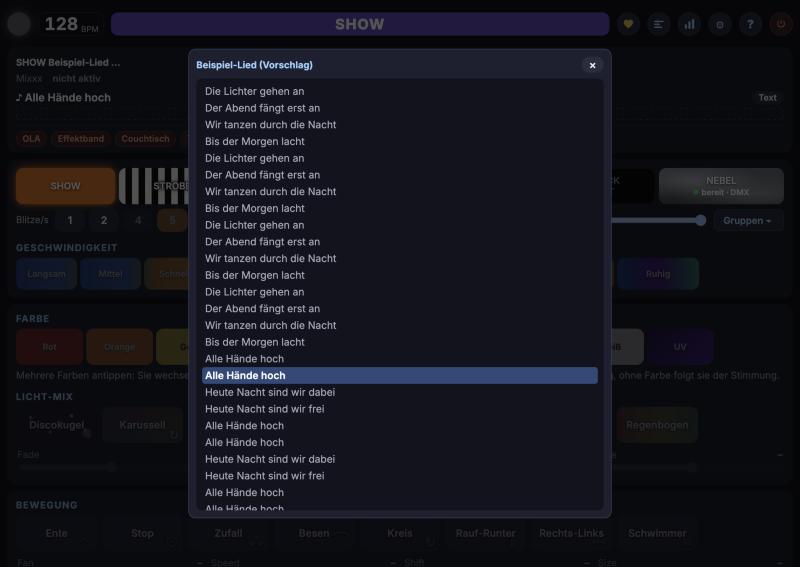 128 BPM
SHOW
?
SHOW Beispiel-Lied ...
Mixxx nicht aktiv
♪ Alle Hände hoch
Text
OLA Effektband Couchtisch
SHOW
STROBE
NEBEL
bereit · DMX
Blitze/s 1 2 4 5
Gruppen
GESCHWINDIGKEIT
Langsam Mittel Schnell Ruhig
FARBE
Rot Orange UV
Mehrere Farben antippen: Sie wechse
, ohne Farbe folgt sie der Stimmung.
LICHT-MIX
Discokugel Karussell Regenbogen
Fade –
BEWEGUNG
Ente Stop Zufall Besen Kreis Rauf-Runter Rechts-Links Schwimmer
Fan – Speed – Shift – Size –
Beispiel-Lied (Vorschlag) ×
Die Lichter gehen an
Der Abend fängt erst an
Wir tanzen durch die Nacht
Bis der Morgen lacht
Die Lichter gehen an
Der Abend fängt erst an
Wir tanzen durch die Nacht
Bis der Morgen lacht
Die Lichter gehen an
Der Abend fängt erst an
Wir tanzen durch die Nacht
Bis der Morgen lacht
Die Lichter gehen an
Der Abend fängt erst an
Wir tanzen durch die Nacht
Bis der Morgen lacht
Alle Hände hoch
Alle Hände hoch
Heute Nacht sind wir dabei
Heute Nacht sind wir frei
Alle Hände hoch
Alle Hände hoch
Heute Nacht sind wir dabei
Heute Nacht sind wir frei
Alle Hände hoch
Alle Hände hoch